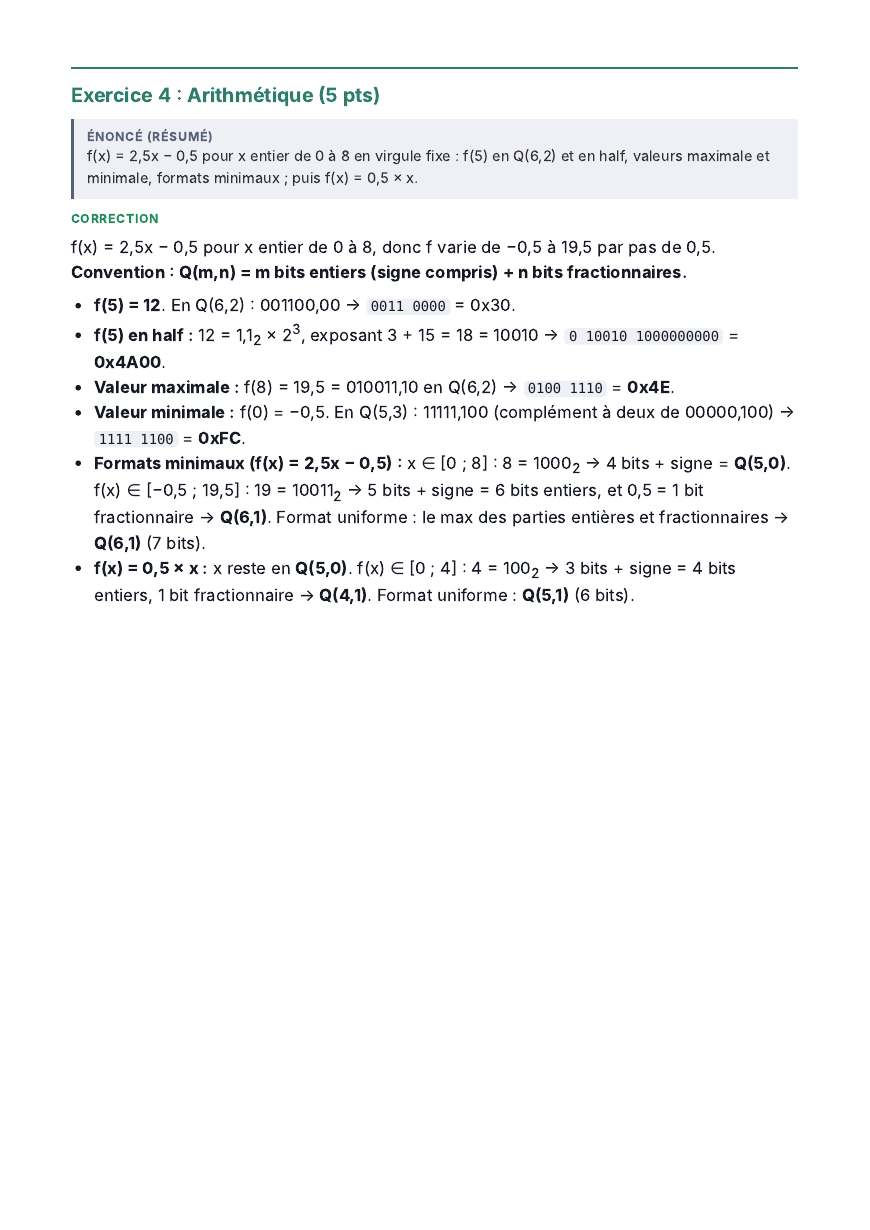 Exercice 4 : Arithmétique (5 pts)
ÉNONCÉ (RÉSUMÉ)
f(x) = 2,5x − 0,5 pour x entier de 0 à 8 en virgule fixe : f(5) en Q(6,2) et en half, valeurs maximale et
minimale, formats minimaux ; puis f(x) = 0,5 × x.
CORRECTION
f(x) = 2,5x − 0,5 pour x entier de 0 à 8, donc f varie de −0,5 à 19,5 par pas de 0,5.
Convention : Q(m,n) = m bits entiers (signe compris) + n bits fractionnaires.
• f(5) = 12. En Q(6,2) : 001100,00 → 0011 0000 = 0x30.
• f(5) en half : 12 = 1,1₂ × 2³, exposant 3 + 15 = 18 = 10010 → 0 10010 1000000000 =
0x4A00.
• Valeur maximale : f(8) = 19,5 = 010011,10 en Q(6,2) → 0100 1110 = 0x4E.
• Valeur minimale : f(0) = −0,5. En Q(5,3) : 11111,100 (complément à deux de 00000,100) →
1111 1100 = 0xFC.
• Formats minimaux (f(x) = 2,5x − 0,5) : x ∈ [0 ; 8] : 8 = 1000₂ → 4 bits + signe = Q(5,0).
f(x) ∈ [−0,5 ; 19,5] : 19 = 10011₂ → 5 bits + signe = 6 bits entiers, et 0,5 = 1 bit
fractionnaire → Q(6,1). Format uniforme : le max des parties entières et fractionnaires →
Q(6,1) (7 bits).
• f(x) = 0,5 × x : x reste en Q(5,0). f(x) ∈ [0 ; 4] : 4 = 100₂ → 3 bits + signe = 4 bits
entiers, 1 bit fractionnaire → Q(4,1). Format uniforme : Q(5,1) (6 bits).